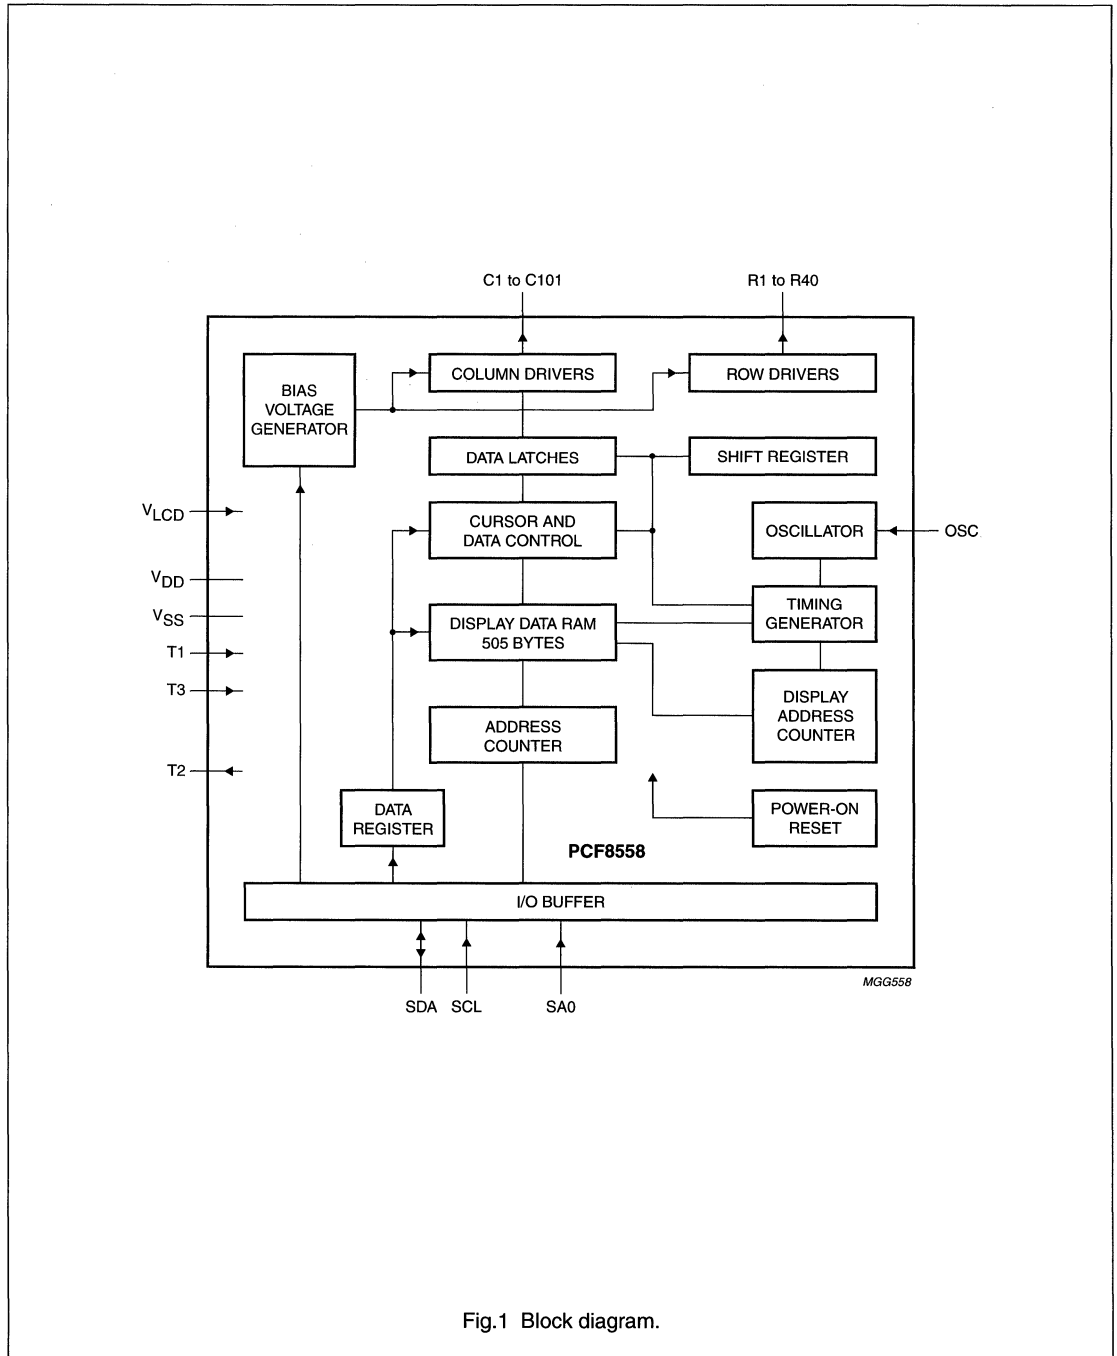 C1 to C101
R1 to R40
BIAS
VOLTAGE
GENERATOR
COLUMN DRIVERS
ROW DRIVERS
DATA LATCHES
SHIFT REGISTER
VLCD
CURSOR AND
DATA CONTROL
OSCILLATOR
OSC
VDD
VSS
T1
T3
T2
DISPLAY DATA RAM
505 BYTES
TIMING
GENERATOR
ADDRESS
COUNTER
DISPLAY
ADDRESS
COUNTER
DATA
REGISTER
POWER-ON
RESET
PCF8558
I/O BUFFER
MGG558
SDA
SCL
SA0
Fig.1 Block diagram.